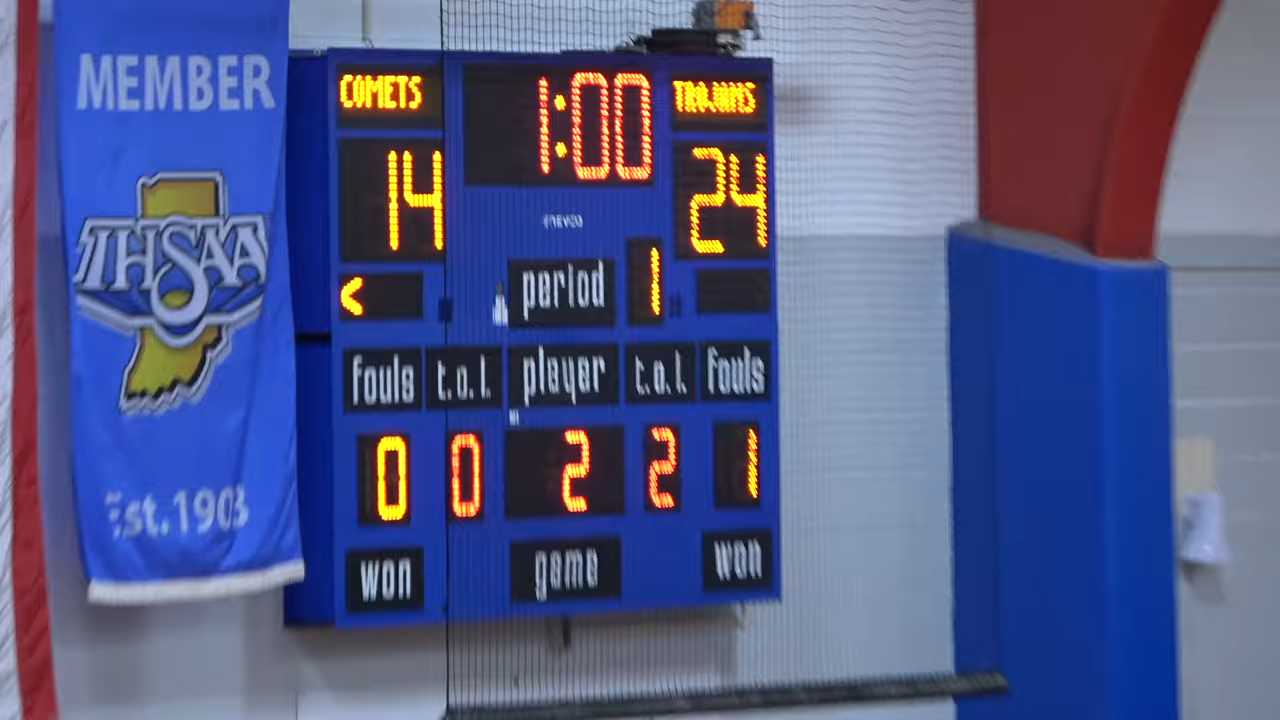 MEMBER
IHSAA
Est.1903
COMETS 1:00 TROJANS
14 24
NEVCO
< period 1
fouls t.o.l. player t.o.l. fouls
0 0 2 2 1
won game won